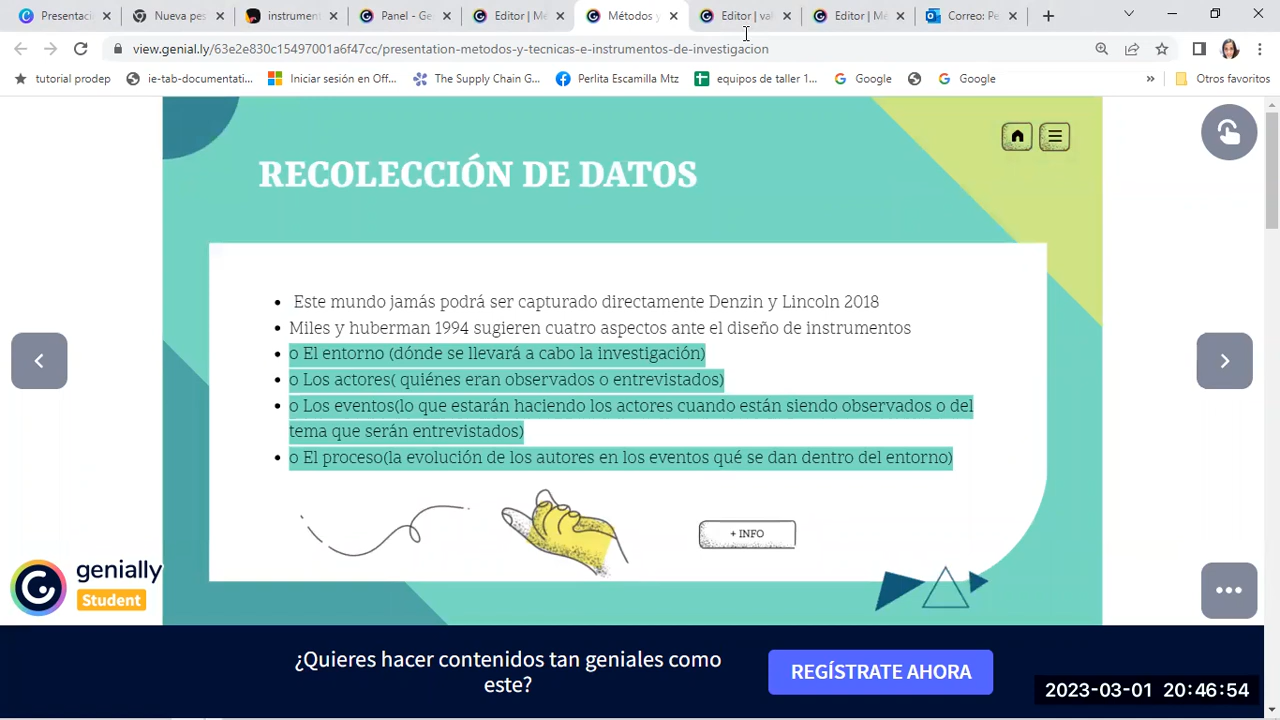 Presentaci
Nueva pes
instrument
Panel - Ge
Editor | Mé
Métodos y
Editor | val
Editor | Mé
Correo: Pe
view.genial.ly/63e2e830c15497001a6f47cc/presentation-metodos-y-tecnicas-e-instrumentos-de-investigacion
tutorial prodep
ie-tab-documentati...
Iniciar sesión en Off...
The Supply Chain G...
Perlita Escamilla Mtz
equipos de taller 1...
Google
Google
»
Otros favoritos
RECOLECCIÓN DE DATOS
• Este mundo jamás podrá ser capturado directamente Denzin y Lincoln 2018
• Miles y huberman 1994 sugieren cuatro aspectos ante el diseño de instrumentos
• o El entorno (dónde se llevará a cabo la investigación)
• o Los actores( quiénes eran observados o entrevistados)
• o Los eventos(lo que estarán haciendo los actores cuando están siendo observados o del
tema que serán entrevistados)
• o El proceso(la evolución de los autores en los eventos qué se dan dentro del entorno)
+ INFO
genially
Student
¿Quieres hacer contenidos tan geniales como
este?
REGÍSTRATE AHORA
2023-03-01 20:46:54